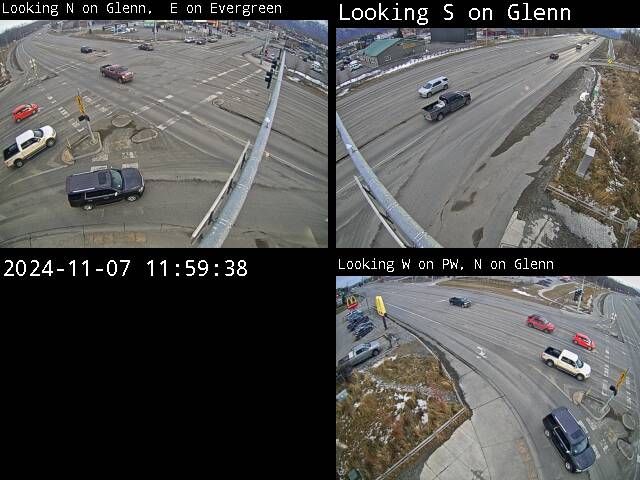 Looking N on Glenn,  E on Evergreen
Looking S on Glenn
2024-11-07 11:59:38
Looking W on PW, N on Glenn